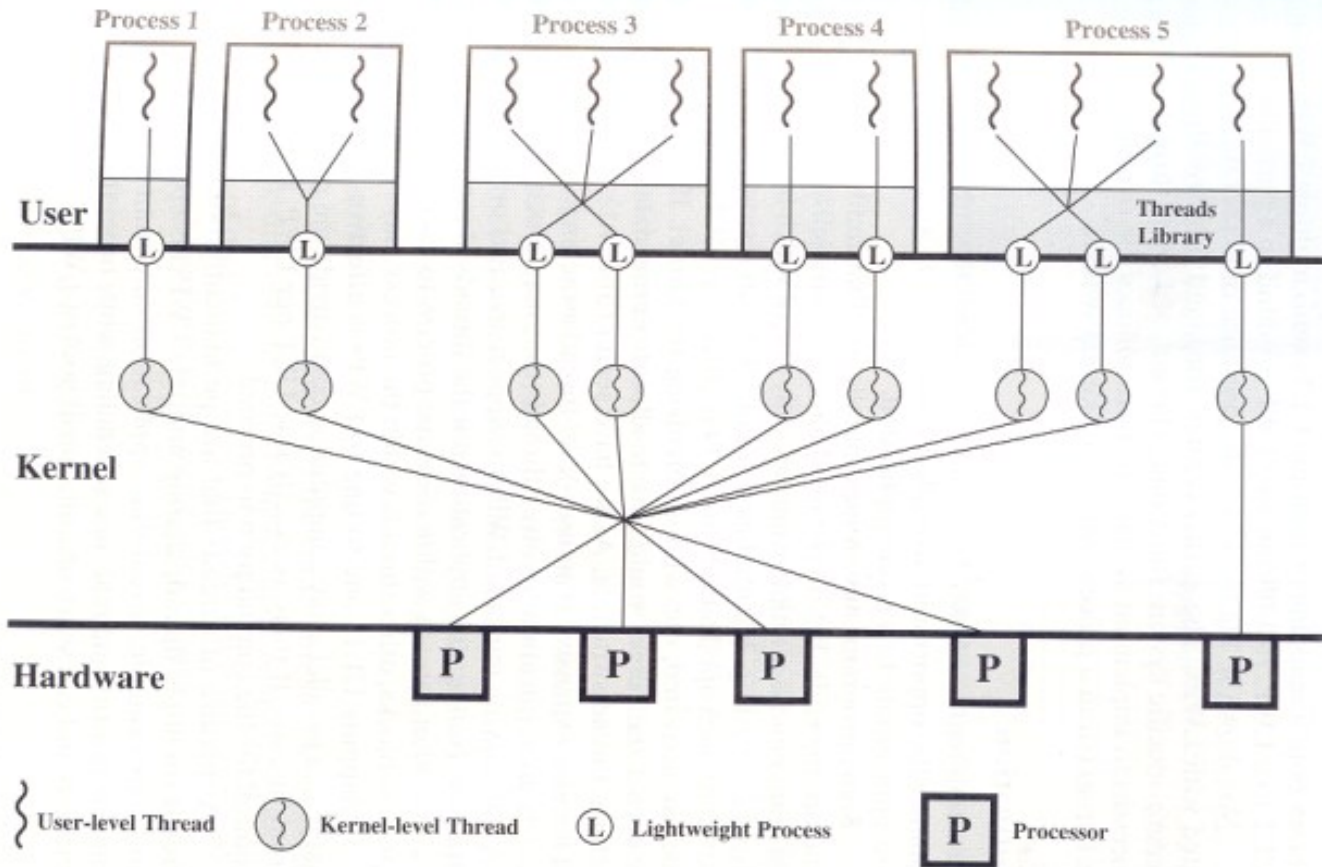 Process 1 Process 2 Process 3 Process 4 Process 5
Threads
Library
User
L L L L L L L L L
Kernel
P P P P P
Hardware
User-level Thread Kernel-level Thread L Lightweight Process P Processor